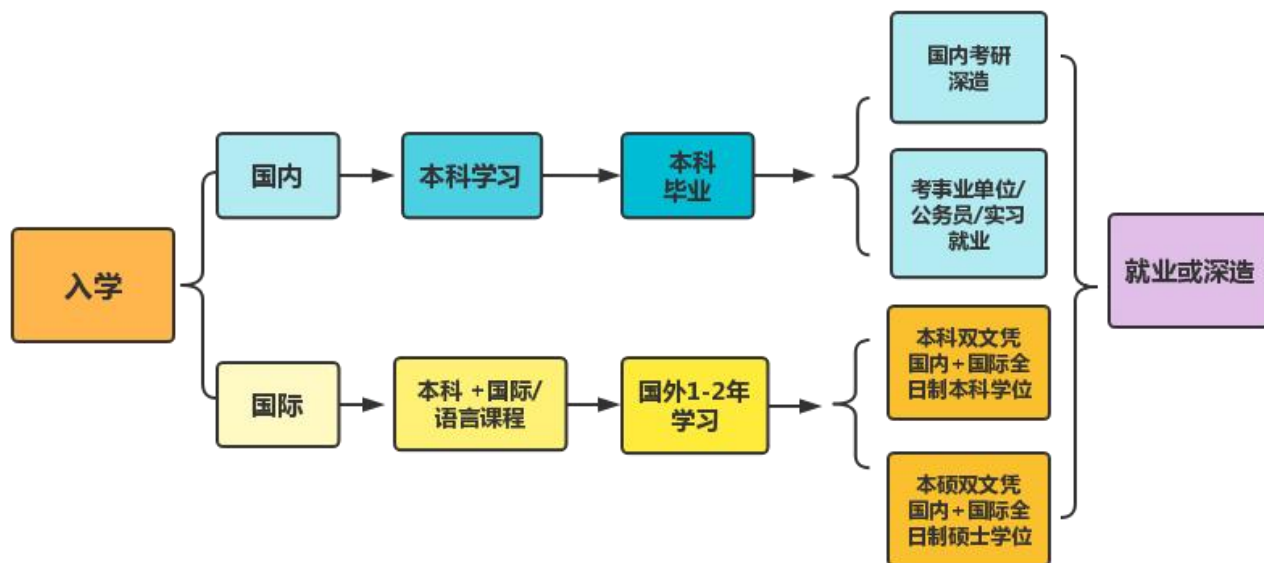 入学
国内
本科学习
本科
毕业
国内考研
深造
考事业单位/
公务员/实习
就业
国际
本科 +国际/
语言课程
国外1-2年
学习
本科双文凭
国内+国际全
日制本科学位
本硕双文凭
国内+国际全
日制硕士学位
就业或深造